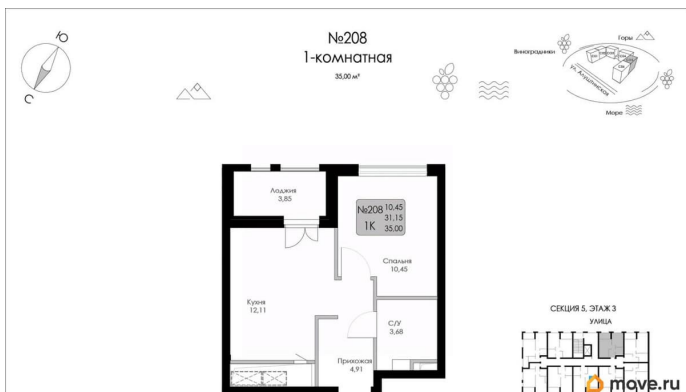 Ю
С
№208
1-комнатная
35,00 м²
Горы
Виноградники
ул. Алуштинская
Море
Лоджия
3,85
№208 10.45
31.15
1К 35.00
Спальня
10,45
Кухня
12,11
С/У
3,68
Прихожая
4,91
СЕКЦИЯ 5, ЭТАЖ 3
УЛИЦА
move.ru